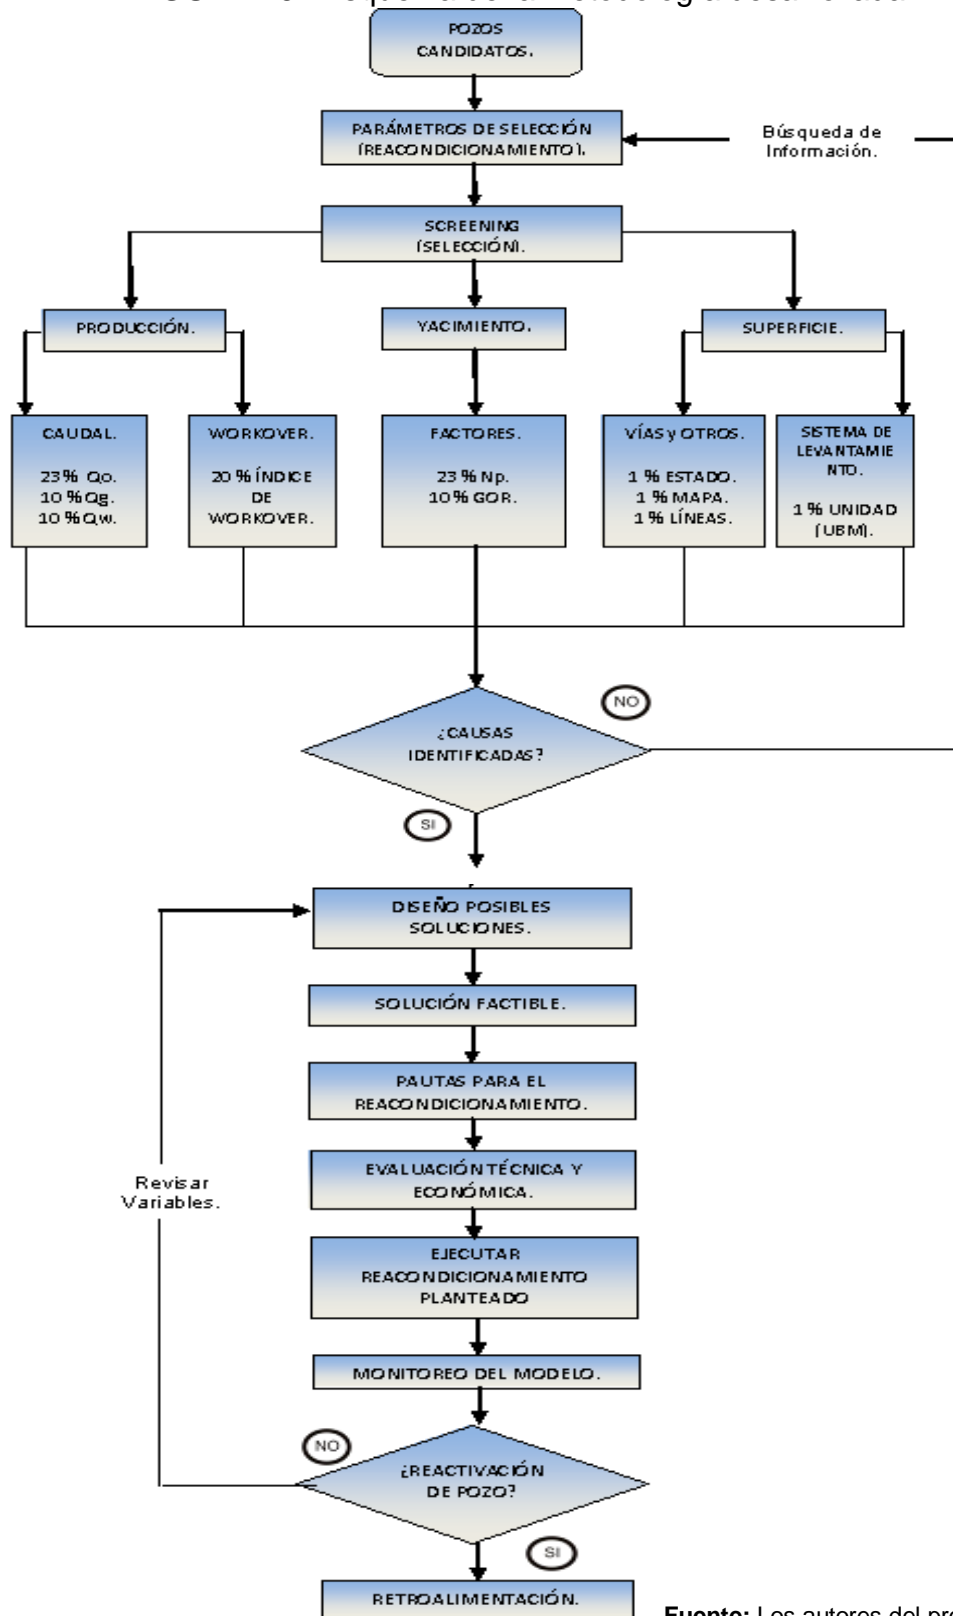 POZOS
CANDIDATOS.
PARÁMETROS DE SELECCIÓN
(REACONDICIONAMIENTO).
Búsqueda de
Información.
SCREENING
(SELECCIÓN).
PRODUCCIÓN.
YACIMIENTO.
SUPERFICIE.
CAUDAL.
23% Qo.
10% Qg.
10% Qw.
WORKOVER.
20% ÍNDICE
DE
WORKOVER.
FACTORES.
23% Np.
10% GOR.
VÍAS y OTROS.
1% ESTADO.
1% MAPA.
1% LÍNEAS.
SISTEMA DE
LEVANTAMIE
NTO.
1% UNIDAD
(UBM).
NO
¿CAUSAS
IDENTIFICADAS?
SI
DISEÑO POSIBLES
SOLUCIONES.
SOLUCIÓN FACTIBLE.
PAUTAS PARA EL
REACONDICIONAMIENTO.
EVALUACIÓN TÉCNICA Y
ECONÓMICA.
Revisar
Variables.
EJECUTAR
REACONDICIONAMIENTO
PLANTEADO
MONITOREO DEL MODELO.
NO
¿REACTIVACIÓN
DE POZO?
SI
RETROALIMENTACIÓN.
Fuente: Los autores del